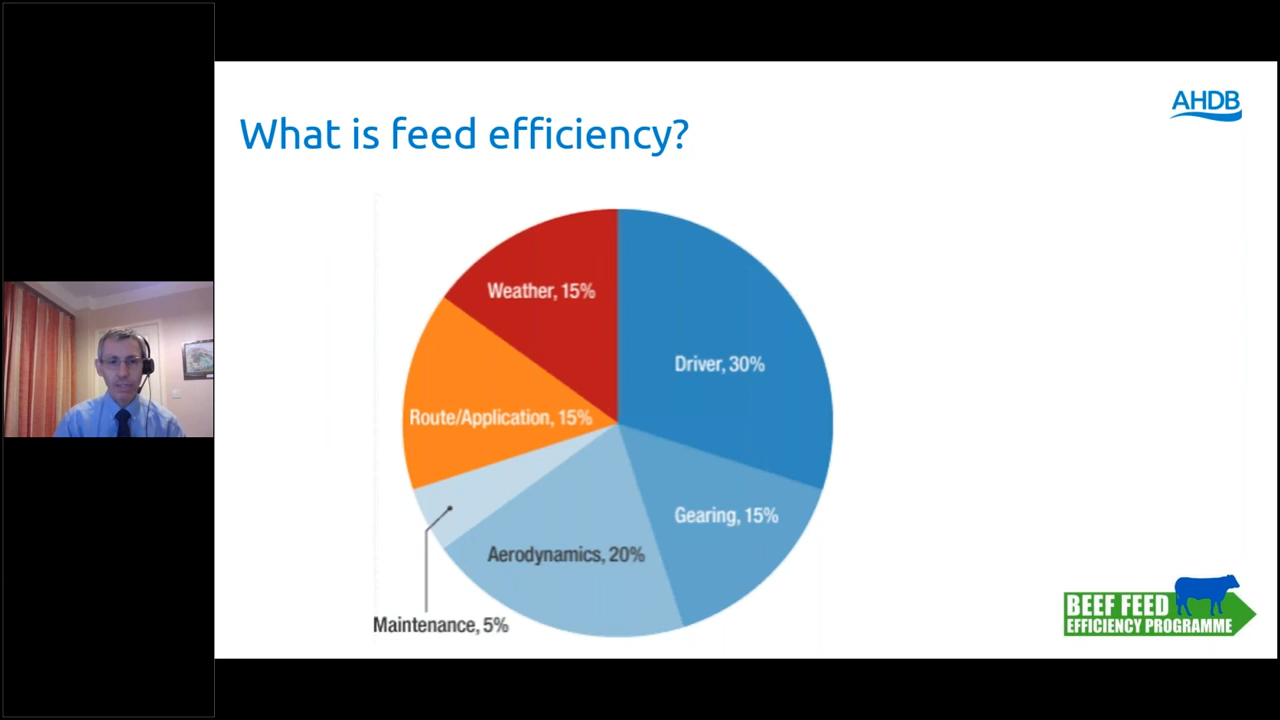 AHDB
What is feed efficiency?
Weather, 15%
Driver, 30%
Route/Application, 15%
Gearing, 15%
Aerodynamics, 20%
Maintenance, 5%
BEEF FEED
EFFICIENCY PROGRAMME